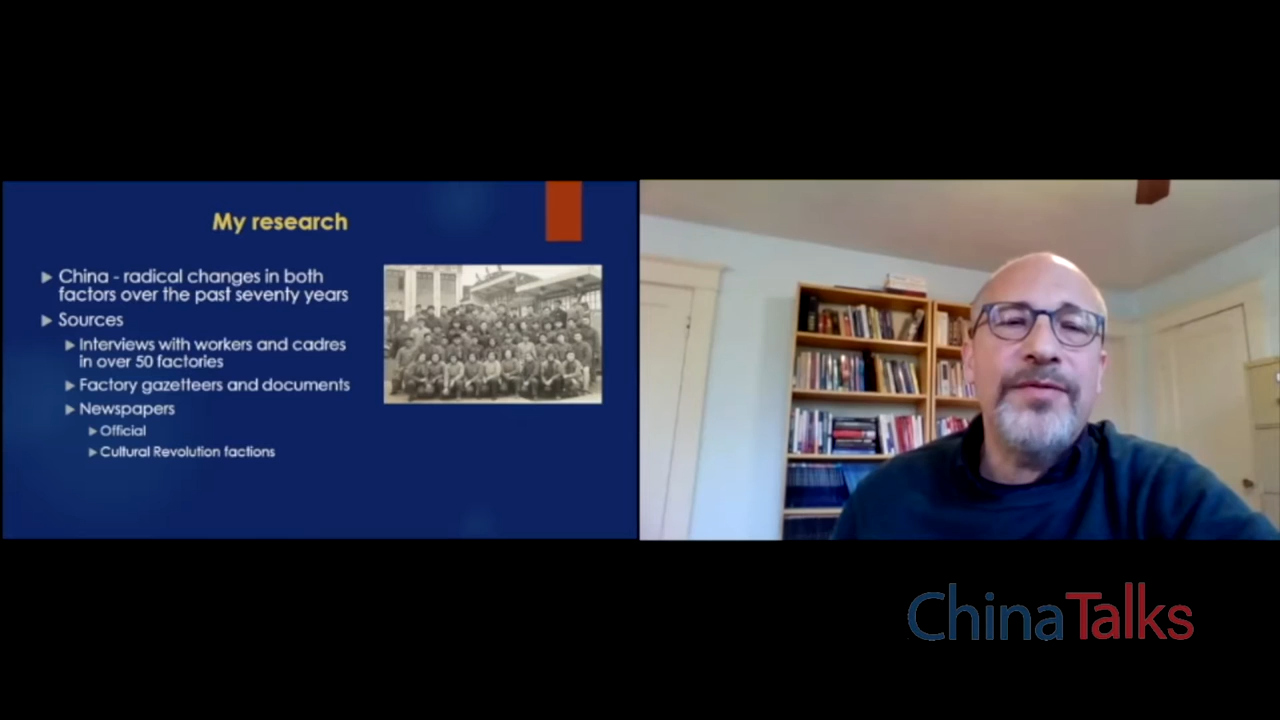 My research
China - radical changes in both
factors over the past seventy years
Sources
Interviews with workers and cadres
in over 50 factories
Factory gazetteers and documents
Newspapers
Official
Cultural Revolution factions
ChinaTalks